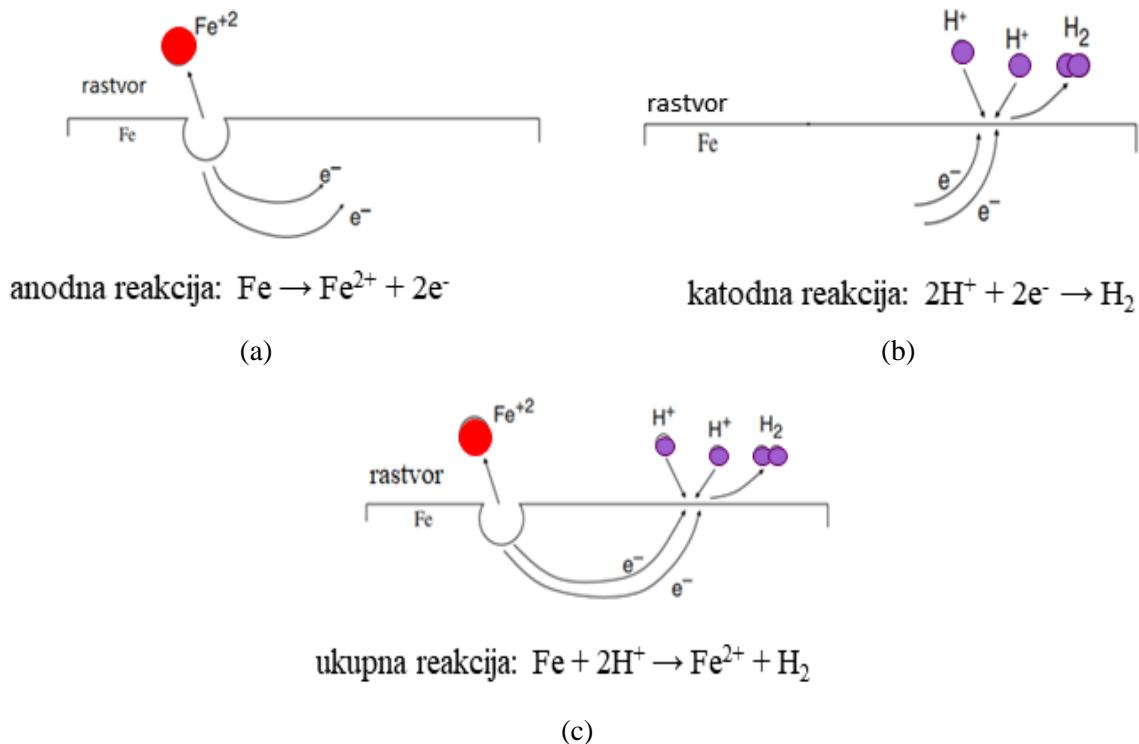 Fe⁺²
rastvor
Fe
e⁻
e⁻
anodna reakcija: Fe → Fe²⁺ + 2e⁻
(a)
H⁺
H⁺
H₂
rastvor
Fe
e⁻
e⁻
katodna reakcija: 2H⁺ + 2e⁻ → H₂
(b)
Fe⁺²
H⁺
H⁺
H₂
rastvor
Fe
e⁻
e⁻
ukupna reakcija: Fe + 2H⁺ → Fe²⁺ + H₂
(c)